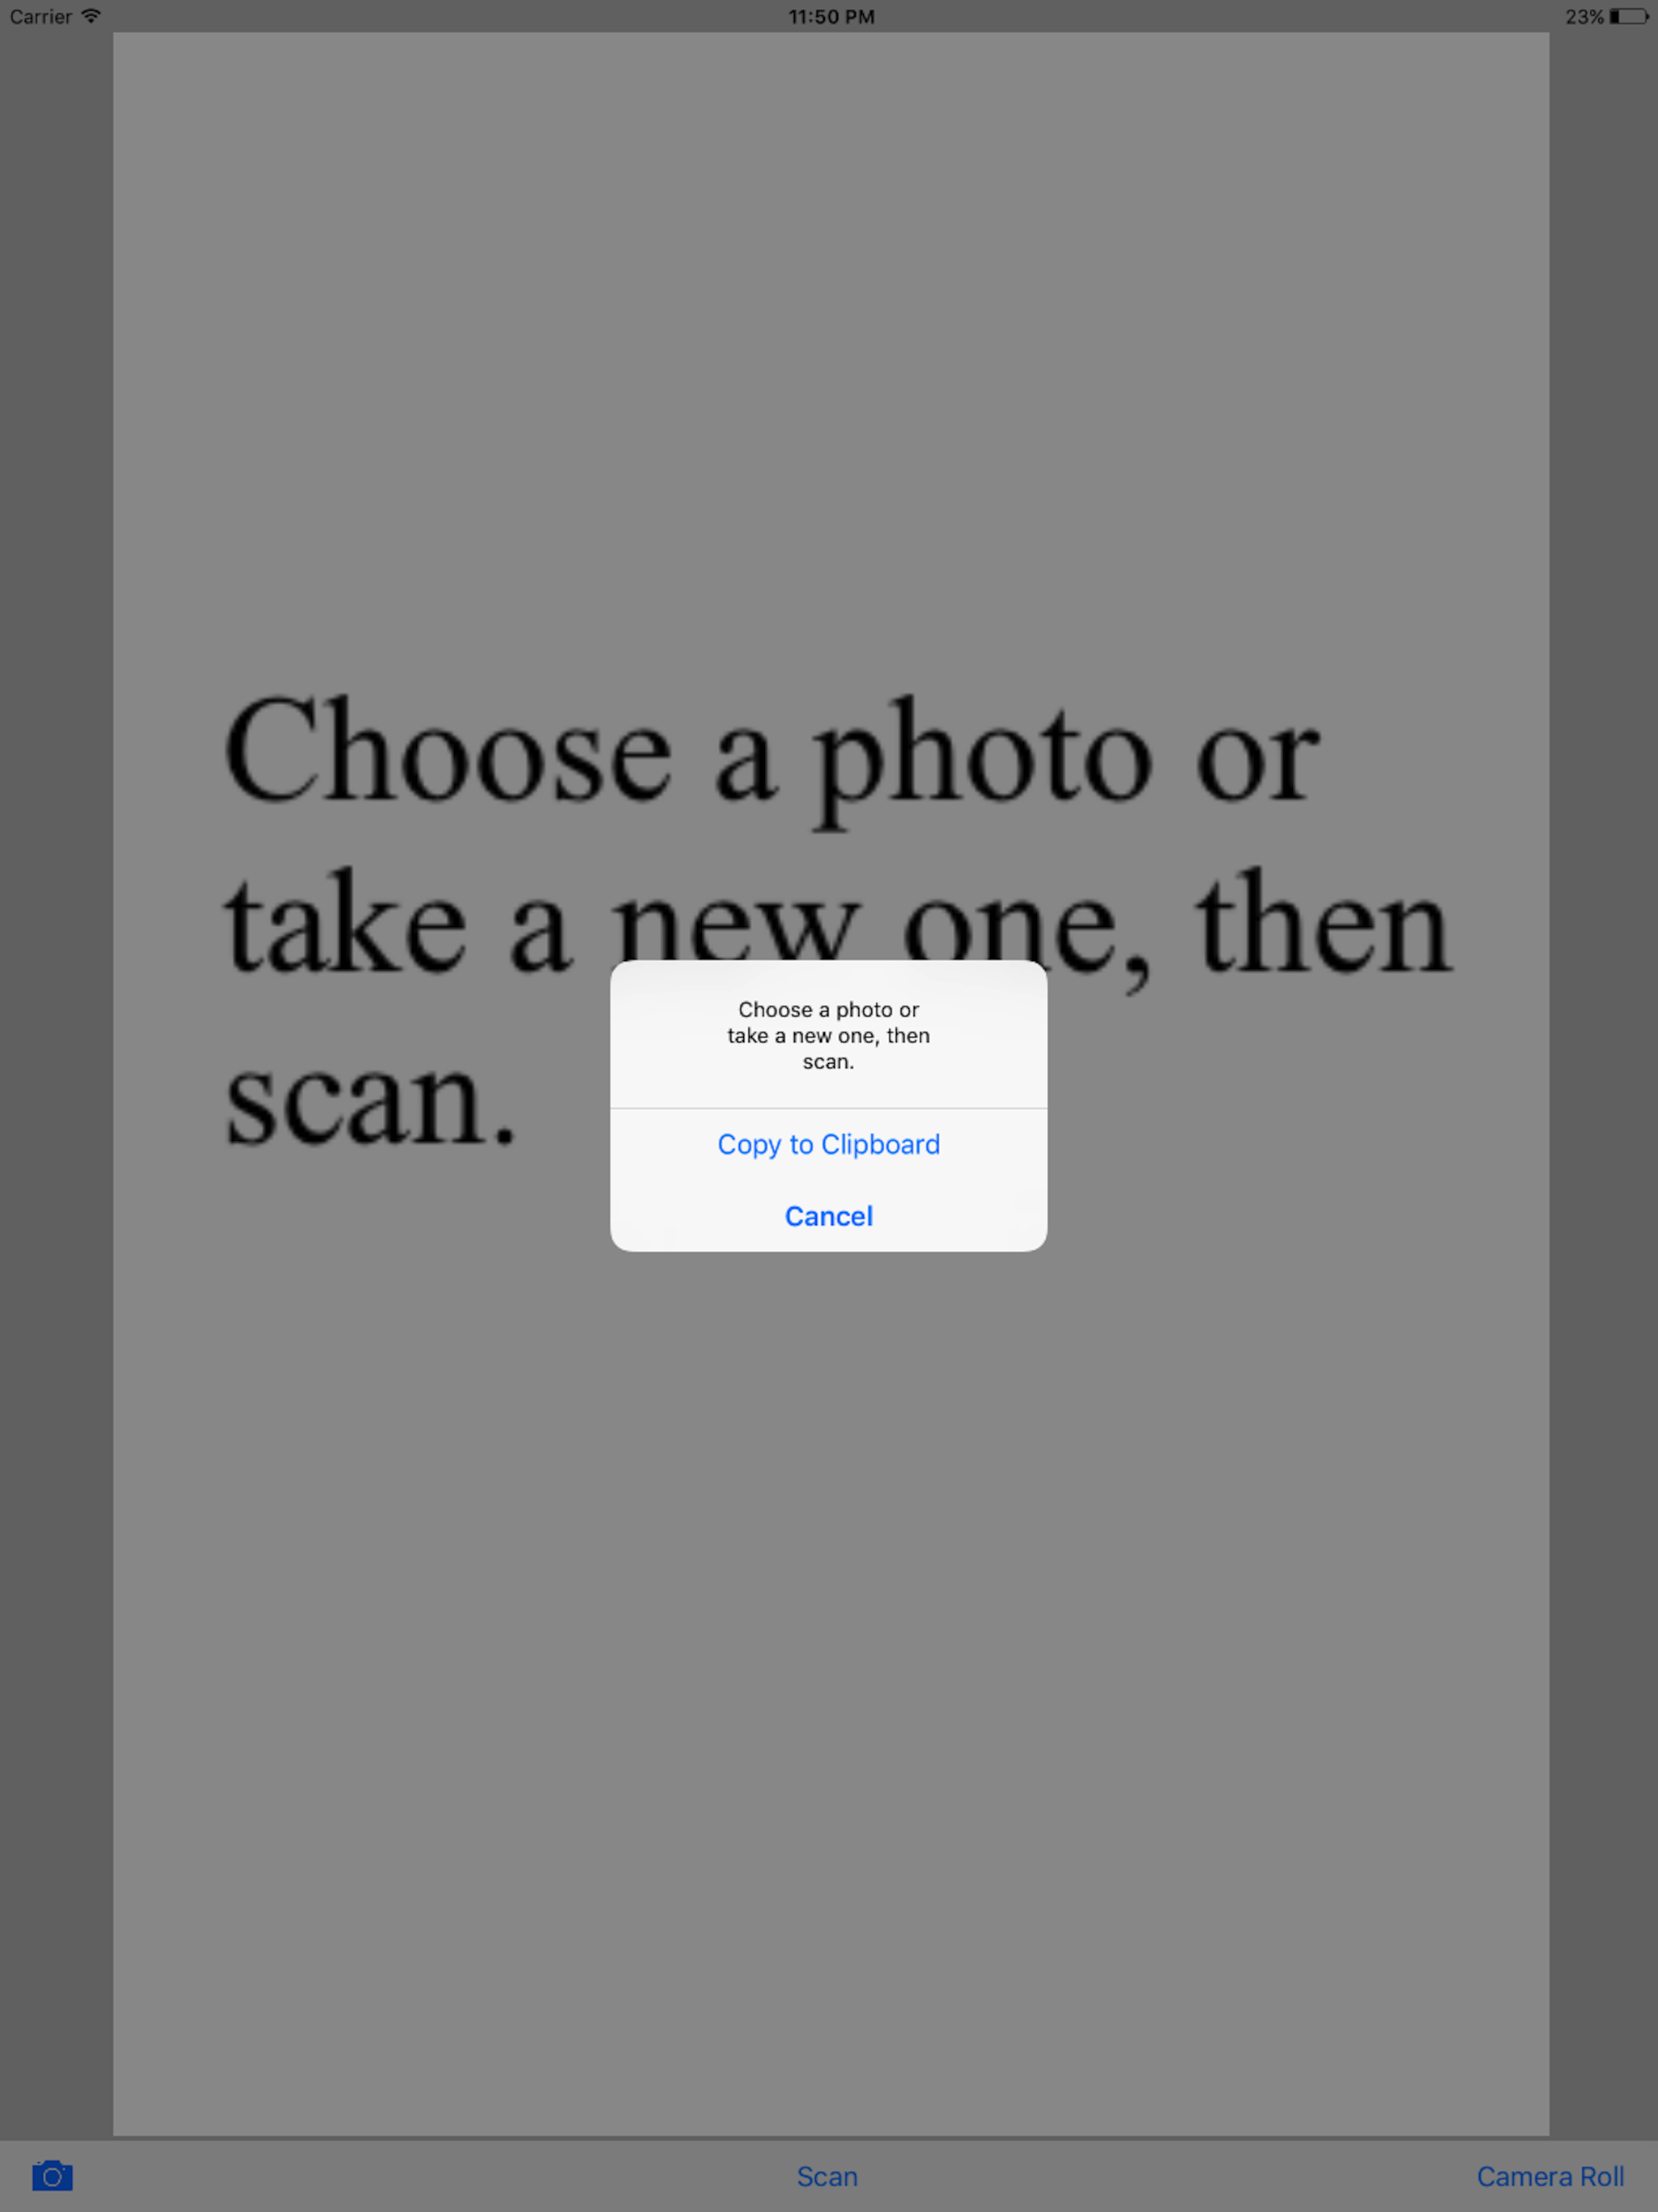 Carrier
11:50 PM
23%
Choose a photo or
take a new one, then
scan.
Choose a photo or
take a new one, then
scan.
Copy to Clipboard
Cancel
Scan
Camera Roll